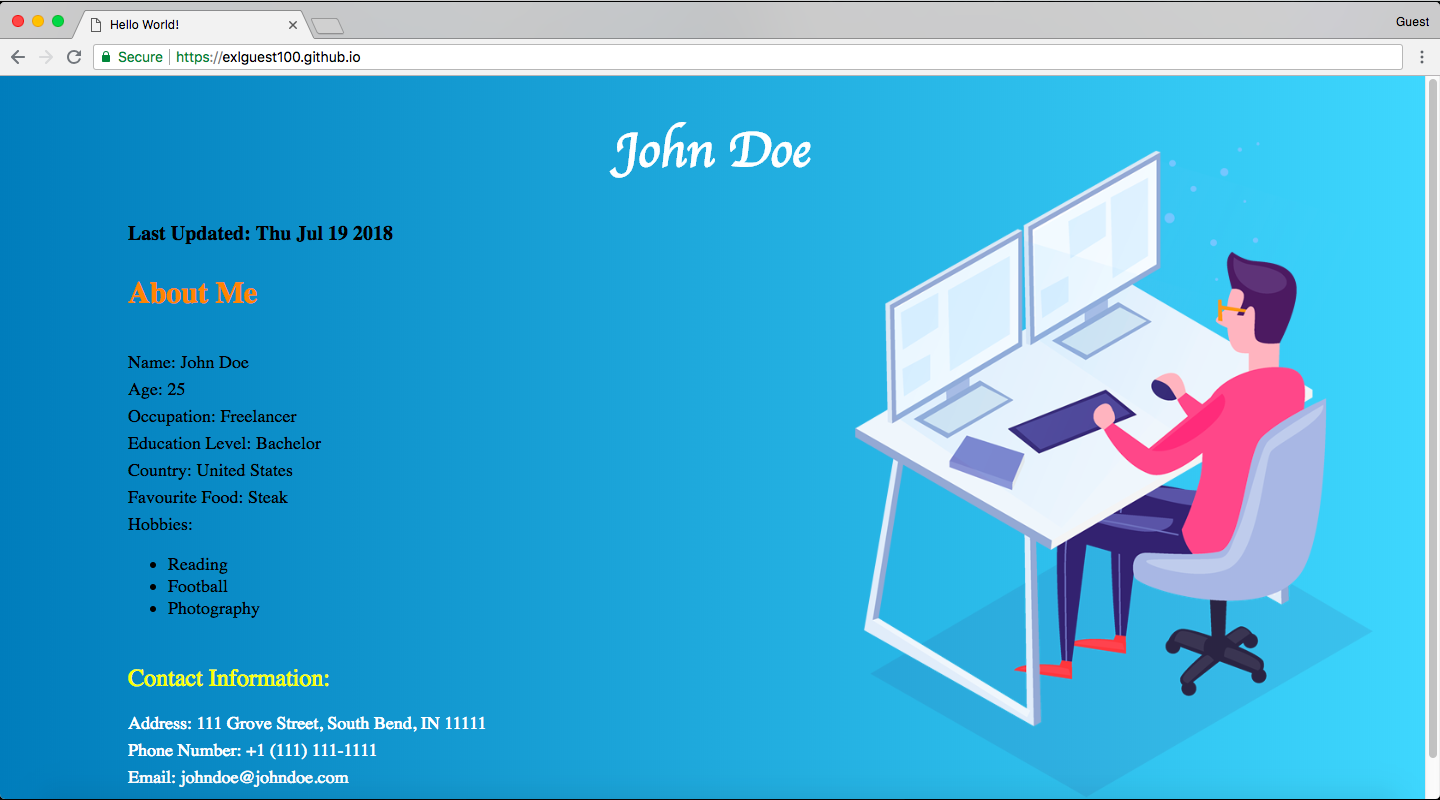 Hello World!
Guest
Secure
https://exlguest100.github.io
John Doe
Last Updated: Thu Jul 19 2018
About Me
Name: John Doe
Age: 25
Occupation: Freelancer
Education Level: Bachelor
Country: United States
Favourite Food: Steak
Hobbies:
Reading
Football
Photography
Contact Information:
Address: 111 Grove Street, South Bend, IN 11111
Phone Number: +1 (111) 111-1111
Email: johndoe@johndoe.com